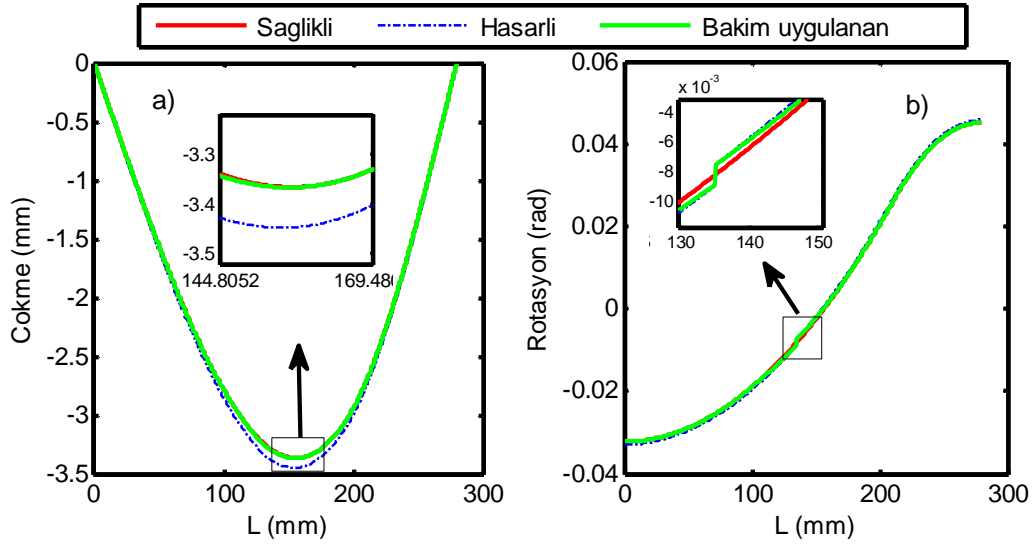 Saglikli Hasarli Bakim uygulanan
a)
Cokme (mm)
0
-0.5
-1
-1.5
-2
-2.5
-3
-3.5
0 100 200 300
L (mm)
-3.3
-3.4
-3.5
144.8052
b)
Rotasyon (rad)
0.06
0.04
0.02
0
-0.02
-0.04
0 100 200 300
L (mm)
x 10⁻³
-4
-6
-8
-10
130 140 150